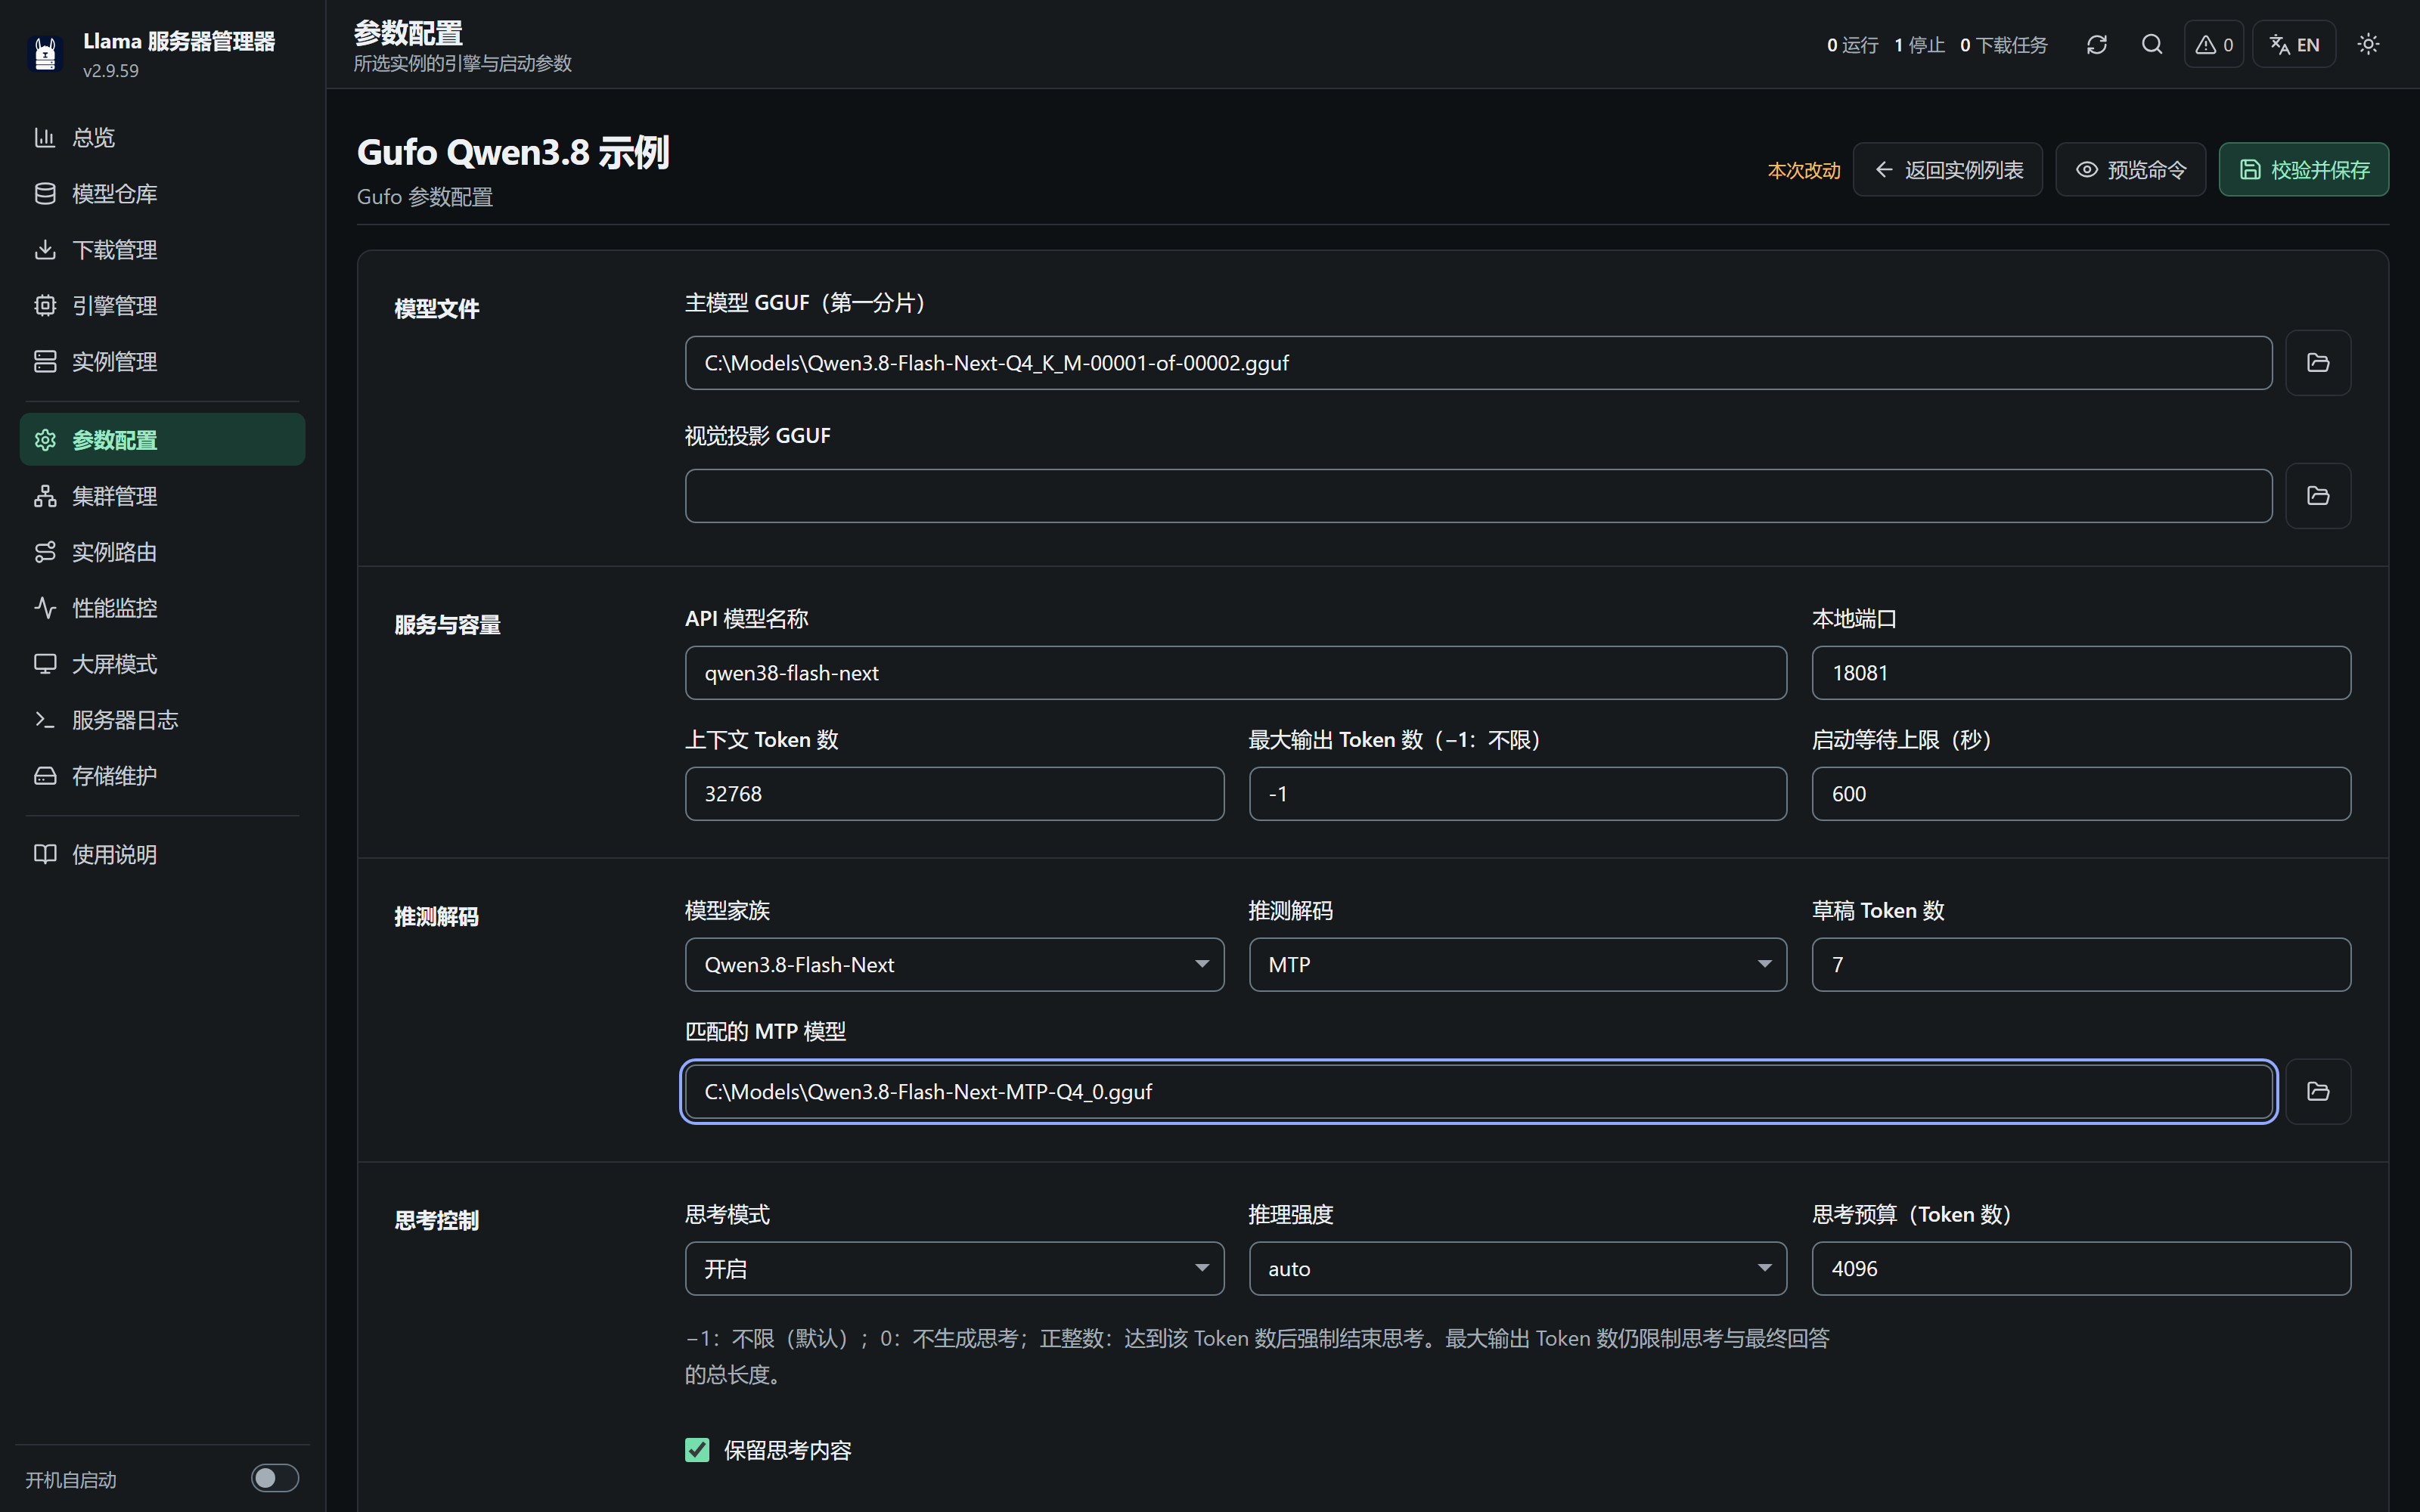 Llama 服务器管理器
v2.9.59
总览
模型仓库
下载管理
引擎管理
实例管理
参数配置
集群管理
实例路由
性能监控
大屏模式
服务器日志
存储维护
使用说明
开机自启动
参数配置
所选实例的引擎与启动参数
0 运行 1 停止 0 下载任务
0
EN
Gufo Qwen3.8 示例
Gufo 参数配置
本次改动
返回实例列表
预览命令
校验并保存
模型文件
主模型 GGUF（第一分片）
C:\Models\Qwen3.8-Flash-Next-Q4_K_M-00001-of-00002.gguf
视觉投影 GGUF
服务与容量
API 模型名称
本地端口
qwen38-flash-next
18081
上下文 Token 数
最大输出 Token 数（−1：不限）
启动等待上限（秒）
32768
-1
600
推测解码
模型家族
推测解码
草稿 Token 数
Qwen3.8-Flash-Next
MTP
7
匹配的 MTP 模型
C:\Models\Qwen3.8-Flash-Next-MTP-Q4_0.gguf
思考控制
思考模式
推理强度
思考预算（Token 数）
开启
auto
4096
−1：不限（默认）；0：不生成思考；正整数：达到该 Token 数后强制结束思考。最大输出 Token 数仍限制思考与最终回答
的总长度。
保留思考内容